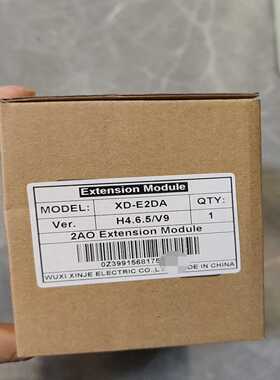 Extension Module
MODEL: XD-E2DA QTY:
Ver. H4.6.5/V9 1
2AO Extension Module
WUXI XINJE ELECTRIC CO.,L DE IN CHINA